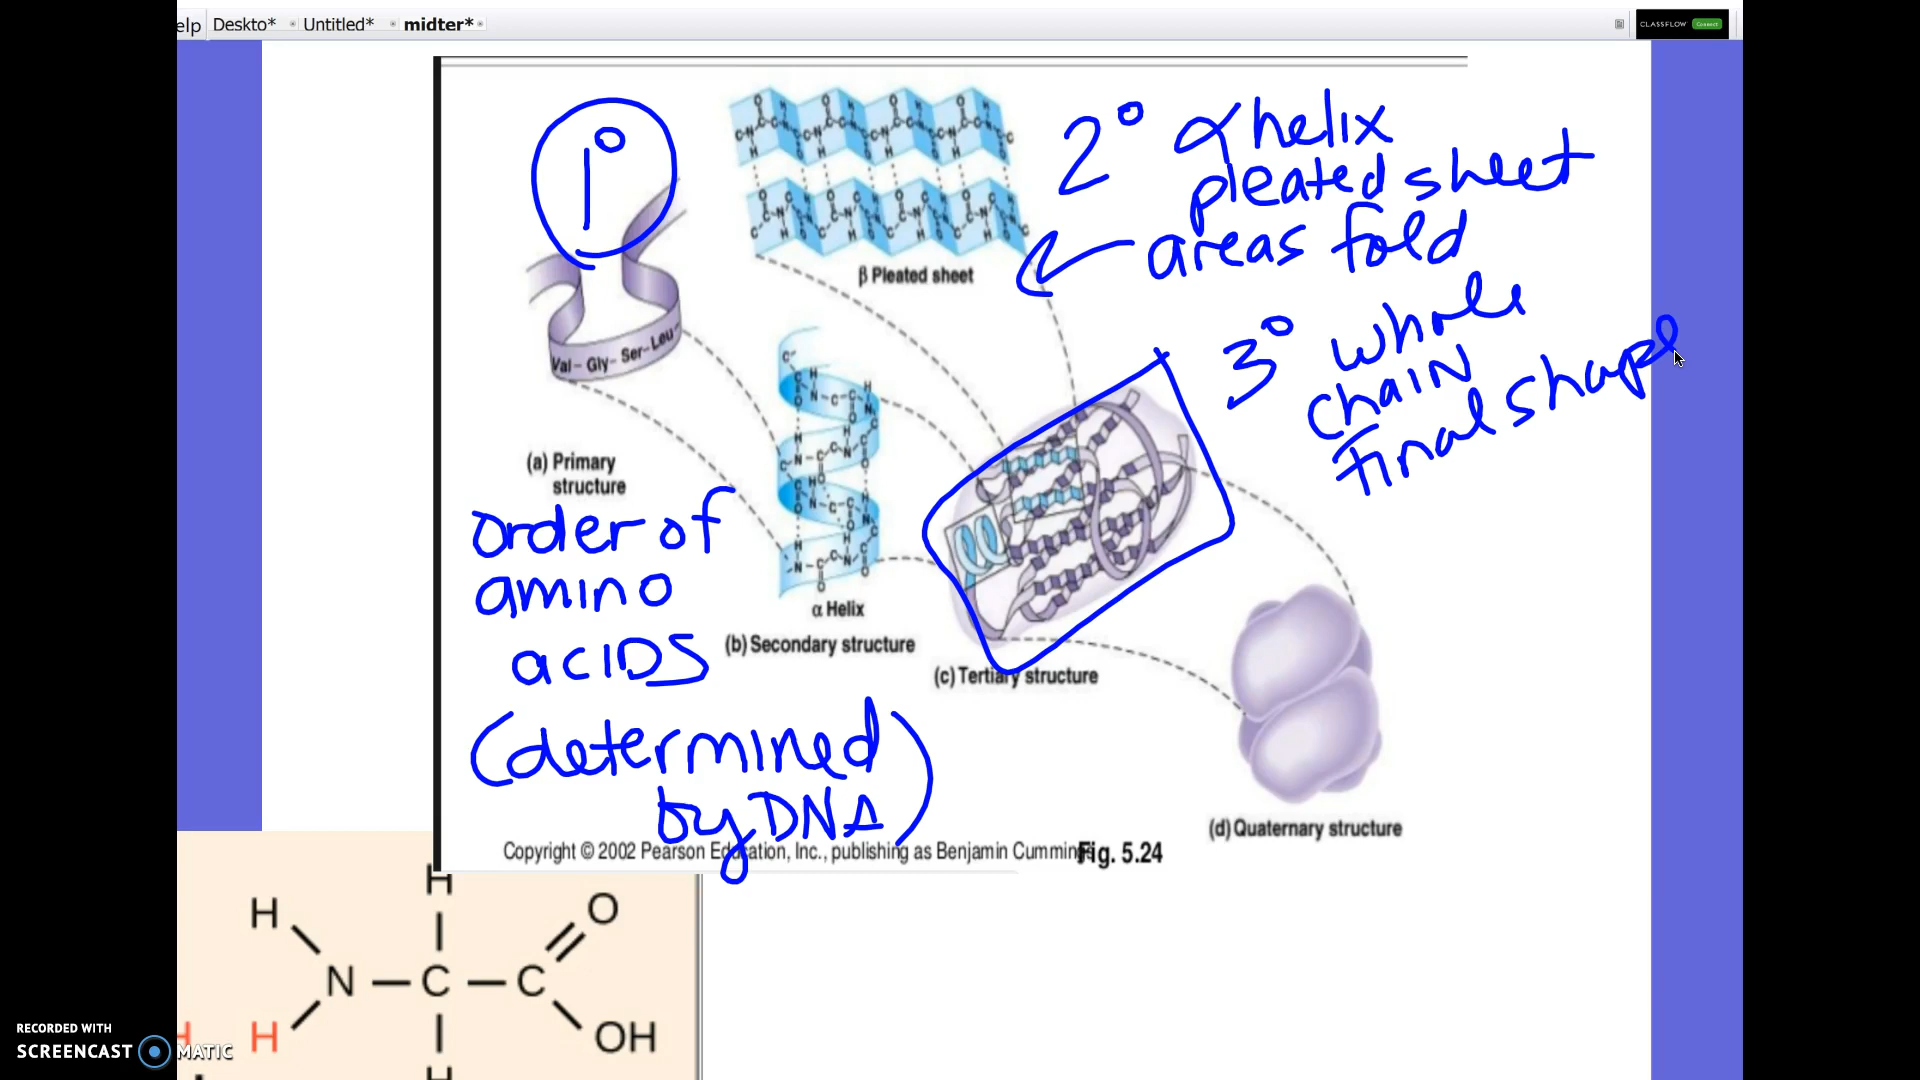 elp Deskto* Untitled* midter*
CLASSFLOW Connect
1°
2° α helix
pleated sheet
areas fold
β Pleated sheet
3° whole
chain
final shape
Val – Gly – Ser – Leu –
(a) Primary
structure
order of
amino
acids
(determined
by DNA)
α Helix
(b) Secondary structure
(c) Tertiary structure
(d) Quaternary structure
Copyright © 2002 Pearson Education, Inc., publishing as Benjamin Cummings
Fig. 5.24
H
H O
N – C – C
H H OH
H
RECORDED WITH
SCREENCAST MATIC